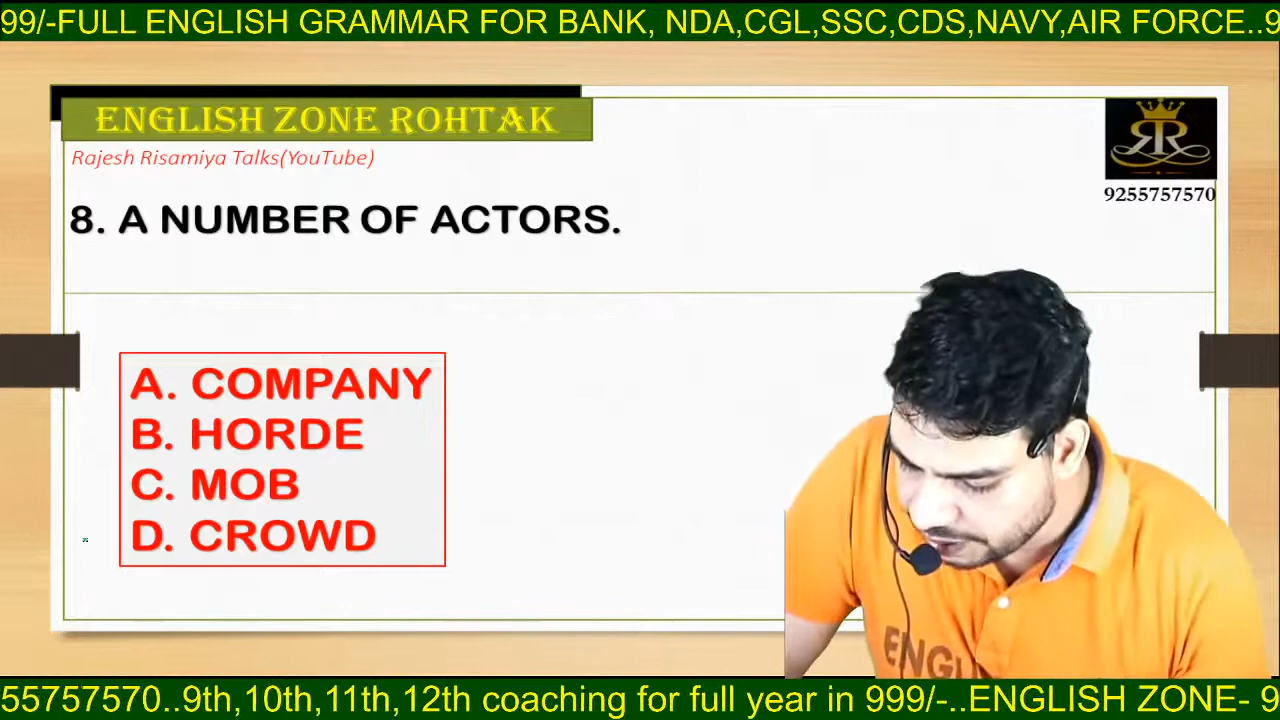 99/-FULL ENGLISH GRAMMAR FOR BANK, NDA,CGL,SSC,CDS,NAVY,AIR FORCE..9
ENGLISH ZONE ROHTAK
Rajesh Risamiya Talks(YouTube)
RR
9255757570
8. A NUMBER OF ACTORS.
A. COMPANY
B. HORDE
C. MOB
D. CROWD
ENGL
55757570..9th,10th,11th,12th coaching for full year in 999/-..ENGLISH ZONE- 9